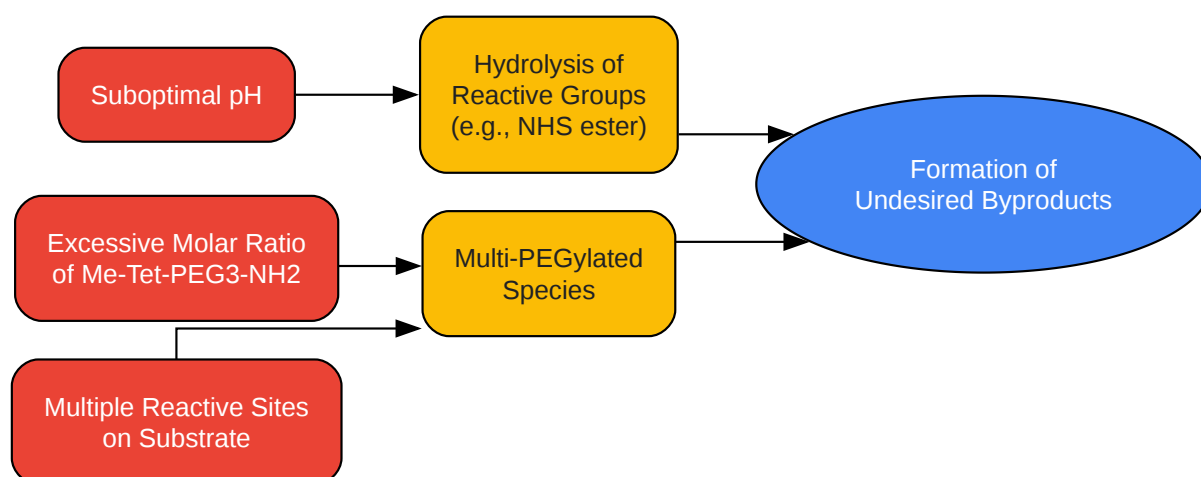 Suboptimal pH
Hydrolysis of
Reactive Groups
(e.g., NHS ester)
Formation of
Undesired Byproducts
Excessive Molar Ratio
of Me-Tet-PEG3-NH2
Multi-PEGylated
Species
Multiple Reactive Sites
on Substrate